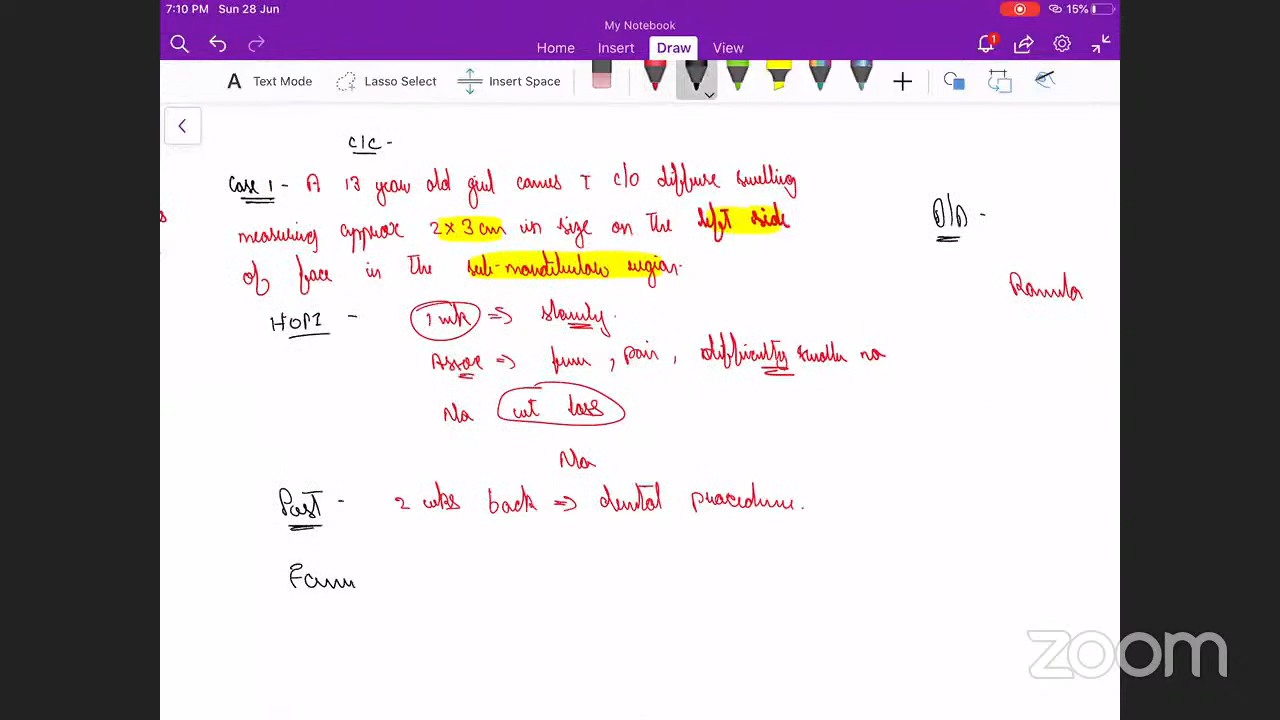 7:10 PM Sun 28 Jun
15%
My Notebook
Home Insert Draw View
1
A Text Mode Lasso Select Insert Space
C/C -
Case 1 - A 13 year old girl comes c C/O diffuse swelling
measuring approx 2 x 3 cm in size on the left side
of face in the sub-mandibular region.
D/D -
Ranula
HOPI - 1 wk => slowly.
Assoc => fever, pain, difficulty swallow no
No wt loss
No
Past - 2 wks back => dental procedure.
Fam
zoom